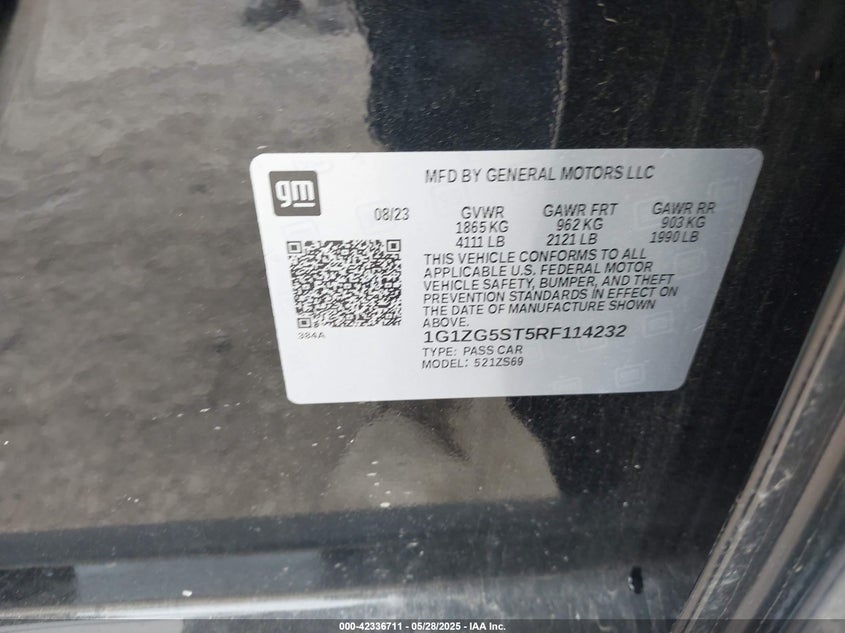 gm
MFD BY GENERAL MOTORS LLC
08/23 GVWR GAWR FRT GAWR RR
1865 KG 962 KG 903 KG
4111 LB 2121 LB 1990 LB
THIS VEHICLE CONFORMS TO ALL
APPLICABLE U.S. FEDERAL MOTOR
VEHICLE SAFETY, BUMPER, AND THEFT
PREVENTION STANDARDS IN EFFECT ON
THE DATE OF MANUFACTURE SHOWN
ABOVE.
384A
1G1ZG5ST5RF114232
TYPE: PASS CAR
MODEL: 521ZS69
000-42336711 - 05/28/2025 - IAA Inc.